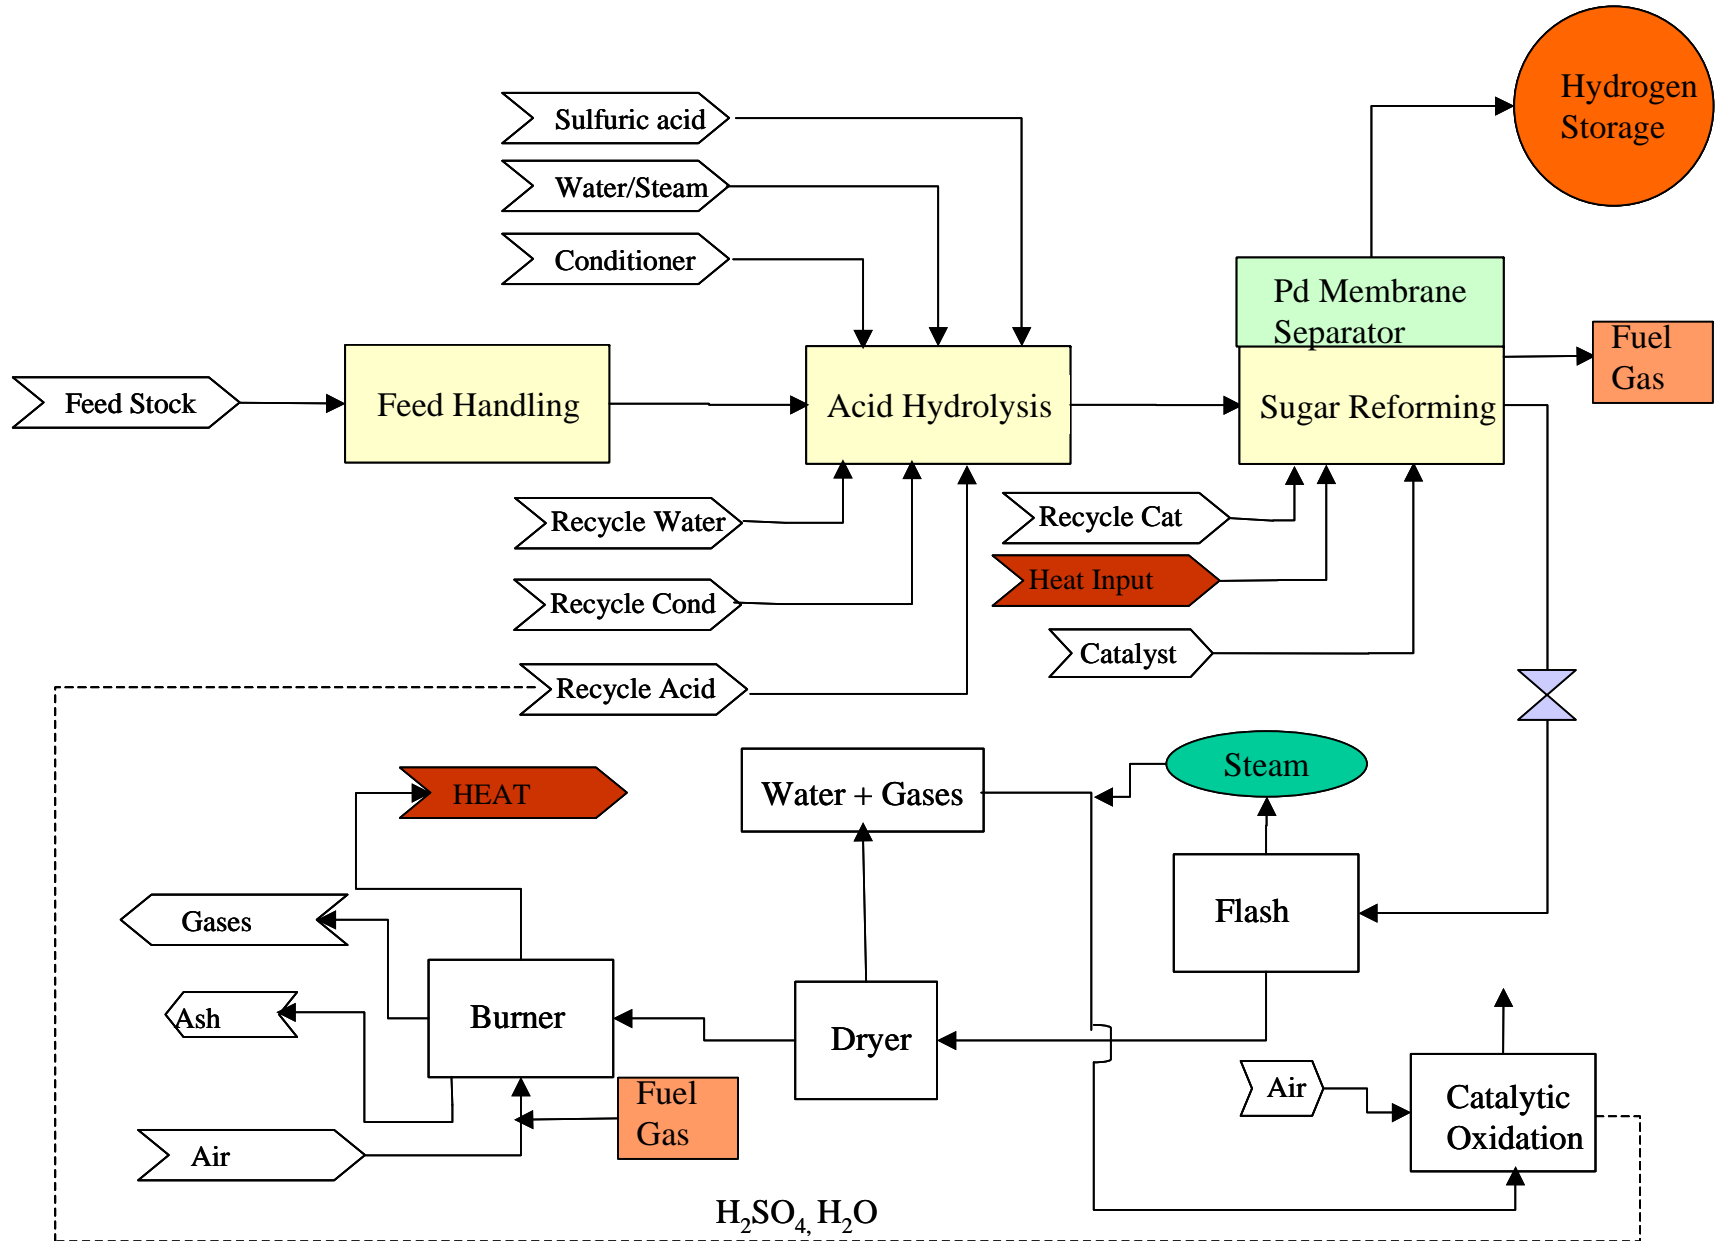 Hydrogen
Storage
Sulfuric acid
Water/Steam
Conditioner
Pd Membrane
Separator
Fuel
Gas
Feed Stock
Feed Handling
Acid Hydrolysis
Sugar Reforming
Recycle Water
Recycle Cat
Heat Input
Recycle Cond
Catalyst
Recycle Acid
Steam
HEAT
Water + Gases
Gases
Flash
Ash
Burner
Dryer
Air
Catalytic
Oxidation
Fuel
Gas
Air
H₂SO₄, H₂O